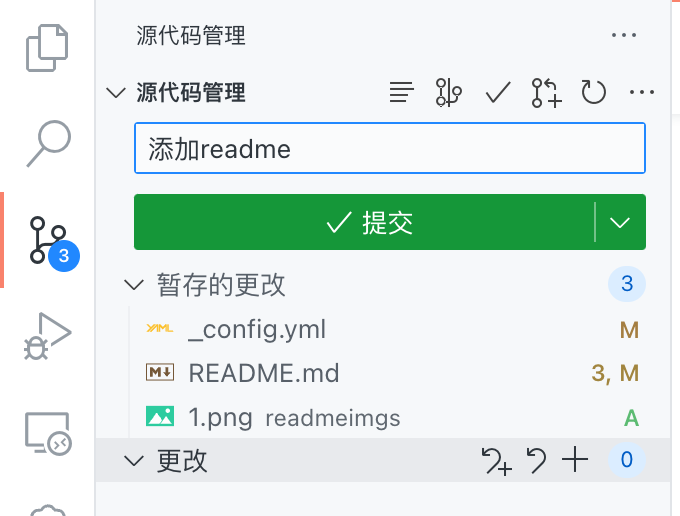 源代码管理
源代码管理
添加readme
提交
3
暂存的更改 3
YAML _config.yml M
M README.md 3, M
1.png readmeimgs A
更改 0